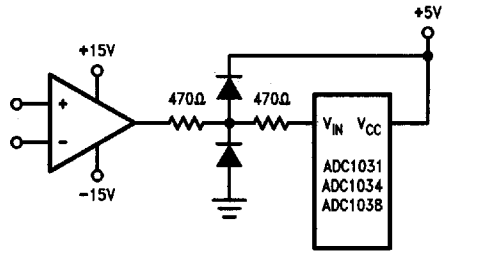 +5V
+15V
470Ω 470Ω
+
-
-15V
V_IN V_CC
ADC1031
ADC1034
ADC1038